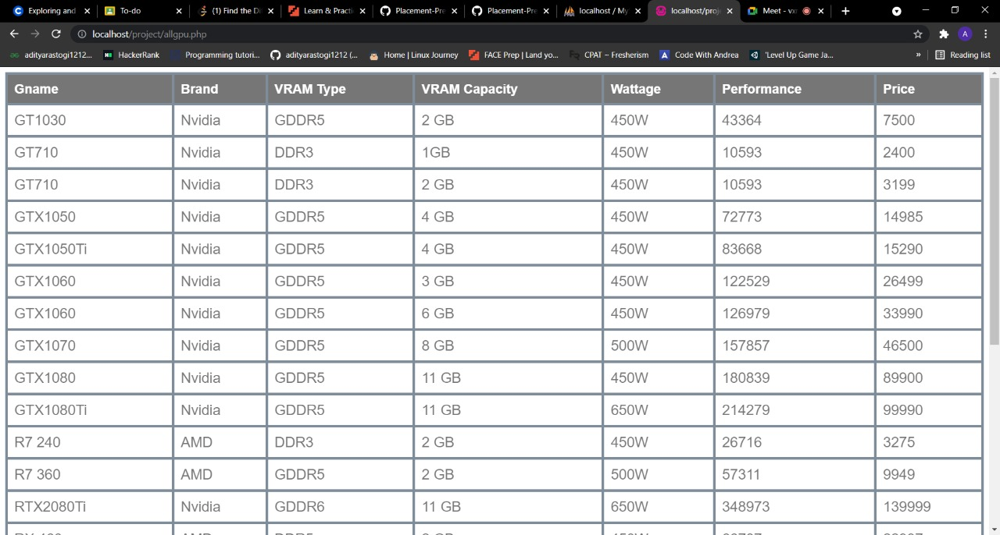 Exploring and
To-do
(1) Find the Di
Learn & Practi
Placement-Pre
Placement-Pre
localhost / My
localhost/proj
Meet - vxr
localhost/project/allgpu.php
A
adityarastogi1212...
HackerRank
Programming tutori...
adityarastogi1212 (...
Home | Linux Journey
FACE Prep | Land yo...
CPAT – Fresherism
Code With Andrea
'Level Up Game Ja...
»
Reading list
Gname Brand VRAM Type VRAM Capacity Wattage Performance Price
GT1030 Nvidia GDDR5 2 GB 450W 43364 7500
GT710 Nvidia DDR3 1GB 450W 10593 2400
GT710 Nvidia DDR3 2 GB 450W 10593 3199
GTX1050 Nvidia GDDR5 4 GB 450W 72773 14985
GTX1050Ti Nvidia GDDR5 4 GB 450W 83668 15290
GTX1060 Nvidia GDDR5 3 GB 450W 122529 26499
GTX1060 Nvidia GDDR5 6 GB 450W 126979 33990
GTX1070 Nvidia GDDR5 8 GB 500W 157857 46500
GTX1080 Nvidia GDDR5 11 GB 450W 180839 89900
GTX1080Ti Nvidia GDDR5 11 GB 650W 214279 99990
R7 240 AMD DDR3 2 GB 450W 26716 3275
R7 360 AMD GDDR5 2 GB 500W 57311 9949
RTX2080Ti Nvidia GDDR6 11 GB 650W 348973 139999